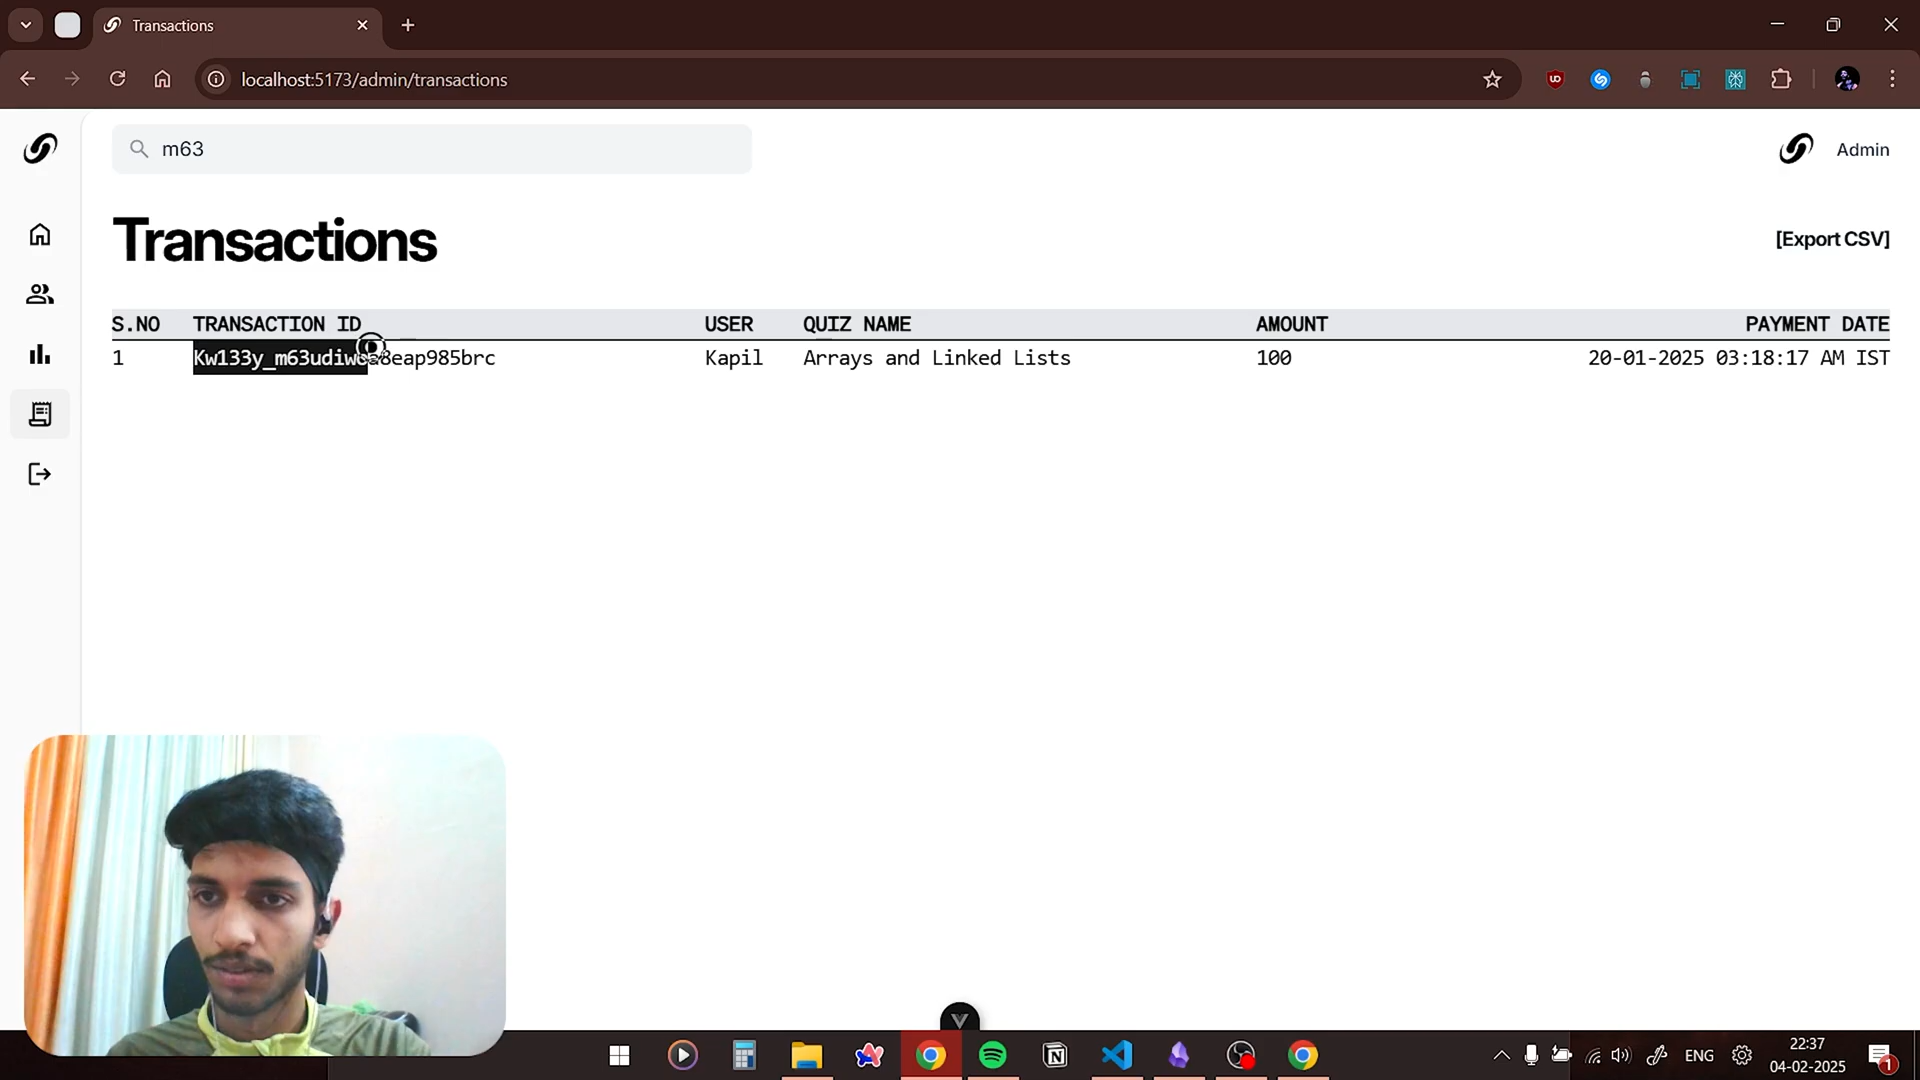 Transactions
localhost:5173/admin/transactions
m63
Admin
Transactions
[Export CSV]
S.NO TRANSACTION ID USER QUIZ NAME AMOUNT PAYMENT DATE
1 Kapil Arrays and Linked Lists 100 20-01-2025 03:18:17 AM IST
ENG
22:37
04-02-2025
1